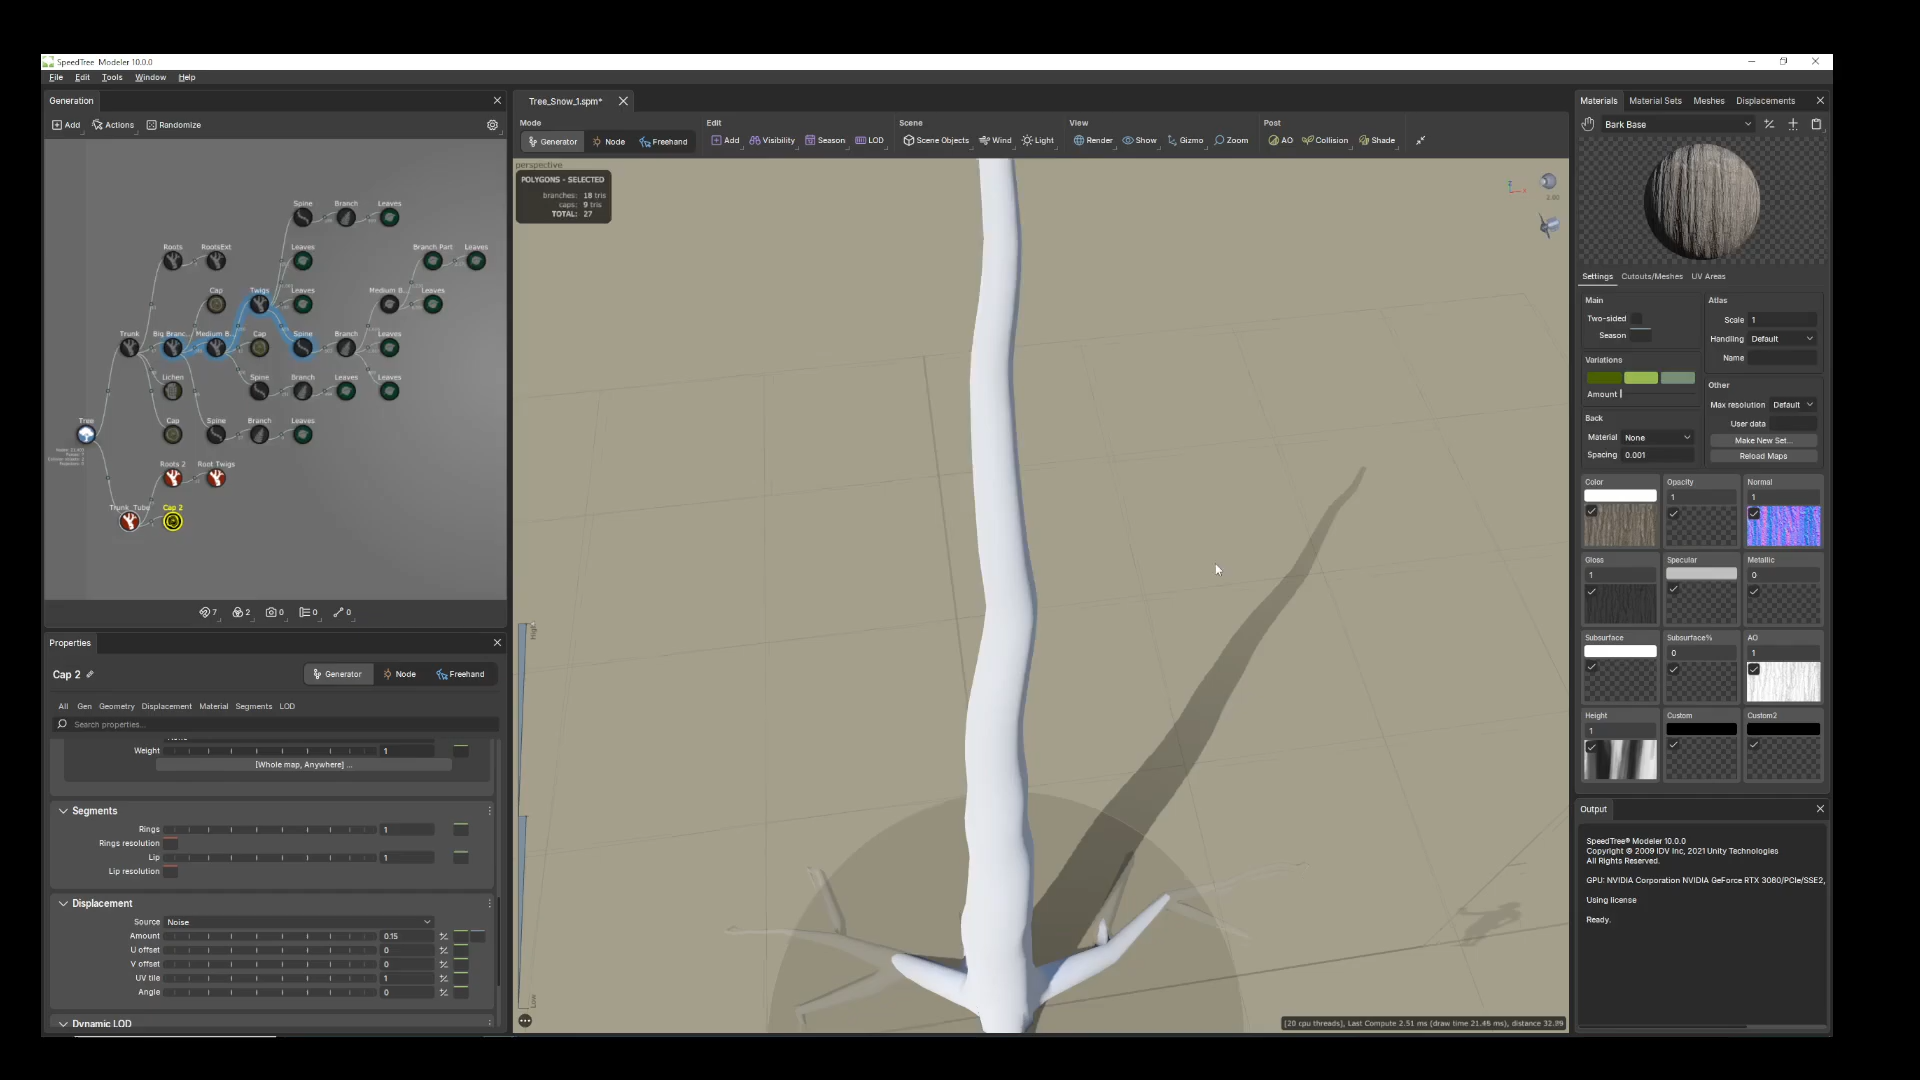 SpeedTree Modeler 10.0.0
File Edit Tools Window Help
Generation
Add Actions Randomize
Spine Branch Leaves
Roots RootsExt Leaves Branch Part Leaves
Cap Twigs Leaves Medium B... Leaves
Trunk Big Branc... Medium B... Cap Spine Branch Leaves
Lichen Spine Branch Leaves Leaves
Tree Cap Spine Branch Leaves
Roots 2 Root Twigs
Trunk_Tube Cap 2
7 2 0 0 0
Properties
Cap 2 Generator Node Freehand
All Gen Geometry Displacement Material Segments LOD
Search properties...
Weight 1
[Whole map, Anywhere] ...
Segments
Rings 1
Rings resolution
Lip 1
Lip resolution
Displacement
Source Noise
Amount 0.15
U offset 0
V offset 0
UV tile 1
Angle 0
Dynamic LOD
Tree_Snow_1.spm*
Mode Edit Scene View Post
Generator Node Freehand Add Visibility Season LOD Scene Objects Wind Light Render Show Gizmo Zoom AO Collision Shade
perspective
POLYGONS - SELECTED
branches: 18 tris
caps: 9 tris
TOTAL: 27
High
Low
[20 cpu threads], Last Compute 2.51 ms (draw time 21.45 ms), distance 32.99
Materials Material Sets Meshes Displacements
Bark Base
Settings Cutouts/Meshes UV Areas
Main Atlas
Two-sided Scale 1
Season Handling Default
Name
Variations
Other
Amount Max resolution Default
Back User data
Material None Make New Set...
Spacing 0.001 Reload Maps
Color Opacity Normal
1 1
Gloss Specular Metallic
1 0
Subsurface Subsurface% AO
0 1
Height Custom Custom2
1
Output
SpeedTree® Modeler 10.0.0
Copyright © 2009 IDV Inc, 2021 Unity Technologies
All Rights Reserved.
GPU: NVIDIA Corporation NVIDIA GeForce RTX 3080/PCIe/SSE2,
Using license
Ready.